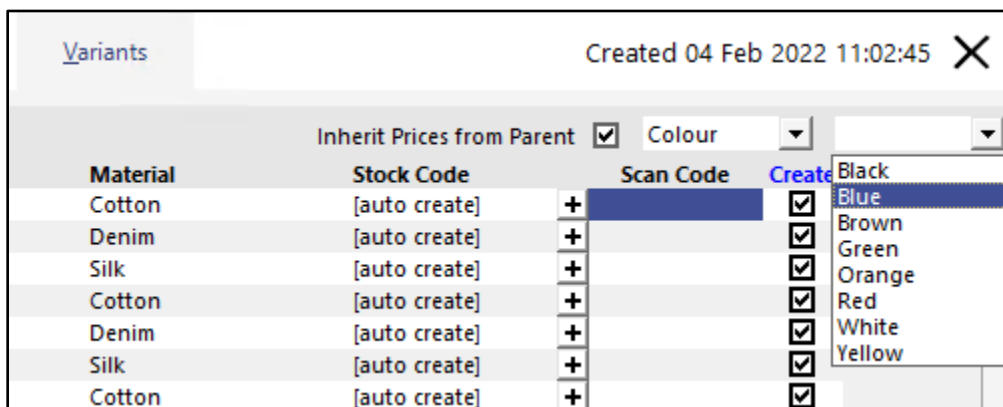 Variants Created 04 Feb 2022 11:02:45
Inherit Prices from Parent Colour
Material Stock Code Scan Code Create
Black
Cotton [auto create] +
Blue
Brown
Denim [auto create] +
Green
Silk [auto create] +
Orange
Cotton [auto create] +
Red
Denim [auto create] +
White
Silk [auto create] +
Yellow
Cotton [auto create] +